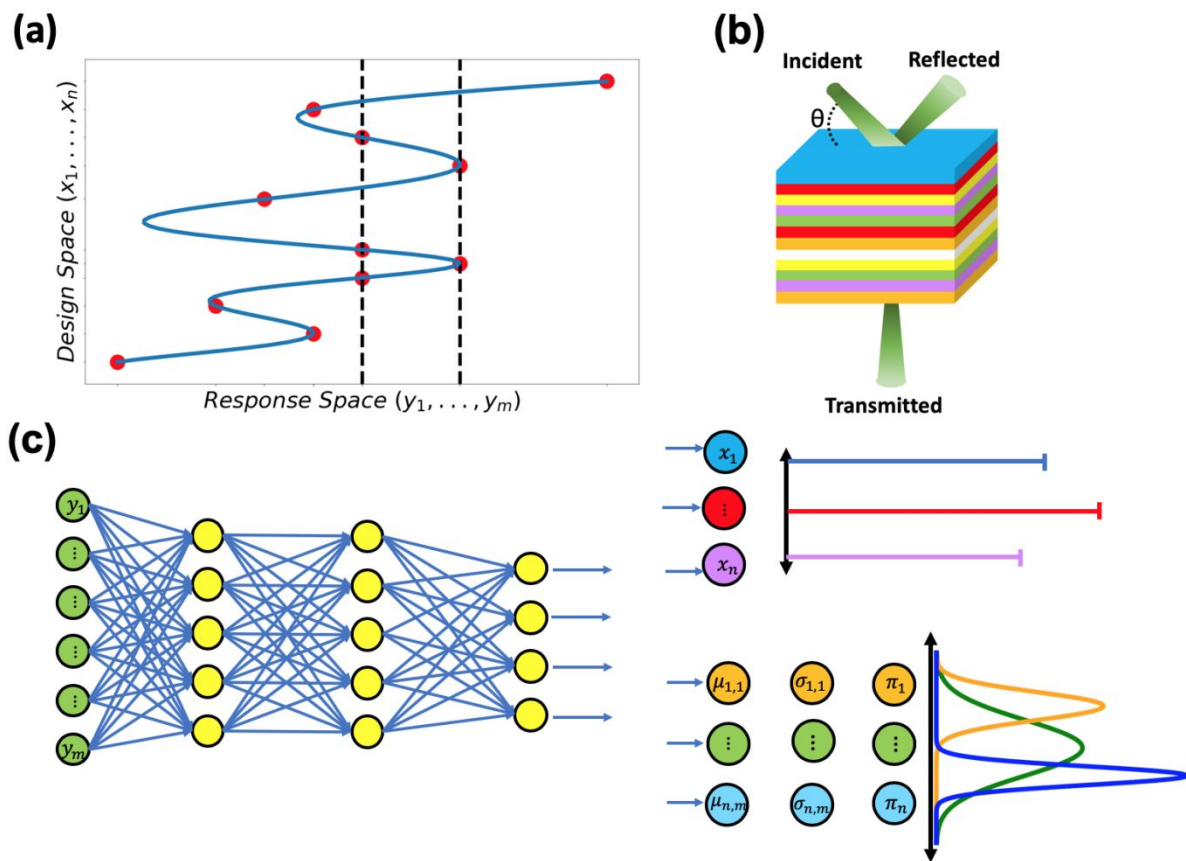 (a)
Design Space (x₁, . . . , xₙ)
Response Space (y₁, . . . , yₘ)
(b)
Incident
Reflected
θ
Transmitted
(c)
y₁
⋮
⋮
⋮
⋮
yₘ
x₁
⋮
xₙ
μ₁,₁ σ₁,₁ π₁
⋮ ⋮ ⋮
μₙ,ₘ σₙ,ₘ πₙ